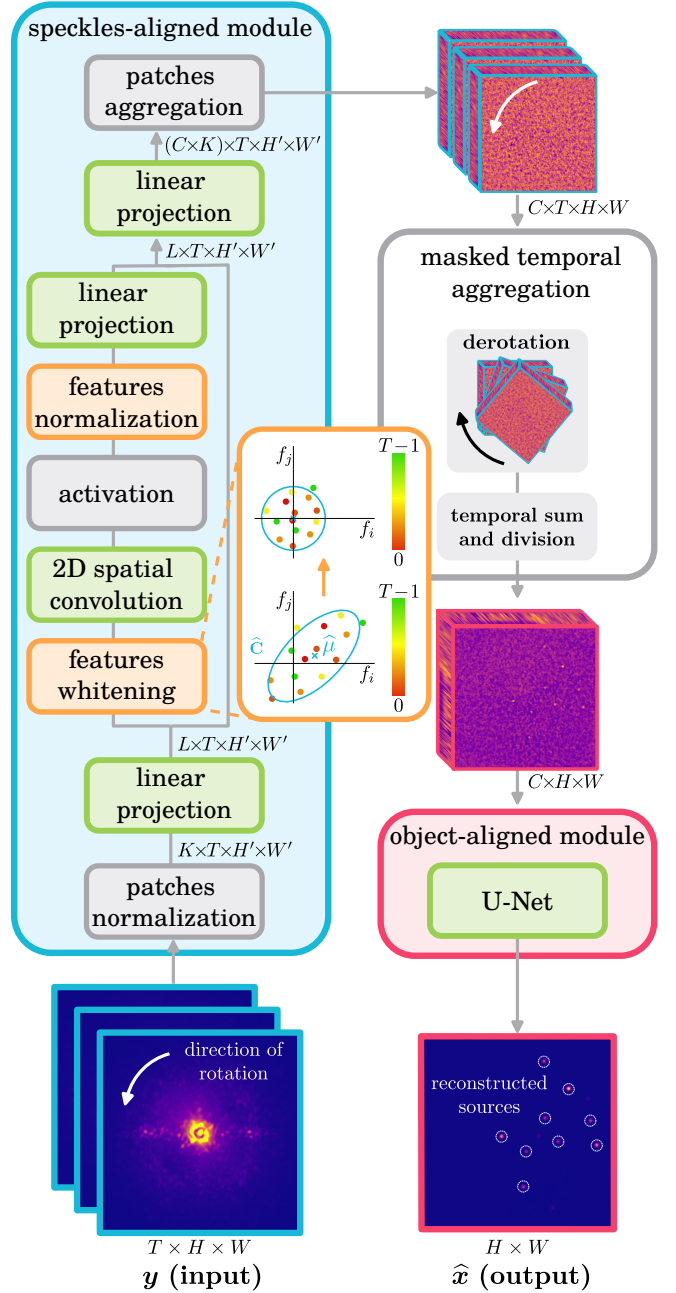 speckles-aligned module
patches
aggregation
(C×K)×T×H′×W′
linear
projection
L×T×H′×W′
linear
projection
features
normalization
activation
2D spatial
convolution
features
whitening
L×T×H′×W′
linear
projection
K×T×H′×W′
patches
normalization
direction of
rotation
T × H × W
y (input)
f_j
T−1
f_i
0
f_j
T−1
Ĉ
μ̂
f_i
0
C×T×H×W
masked temporal
aggregation
derotation
temporal sum
and division
C×H×W
object-aligned module
U-Net
reconstructed
sources
H × W
x̂ (output)